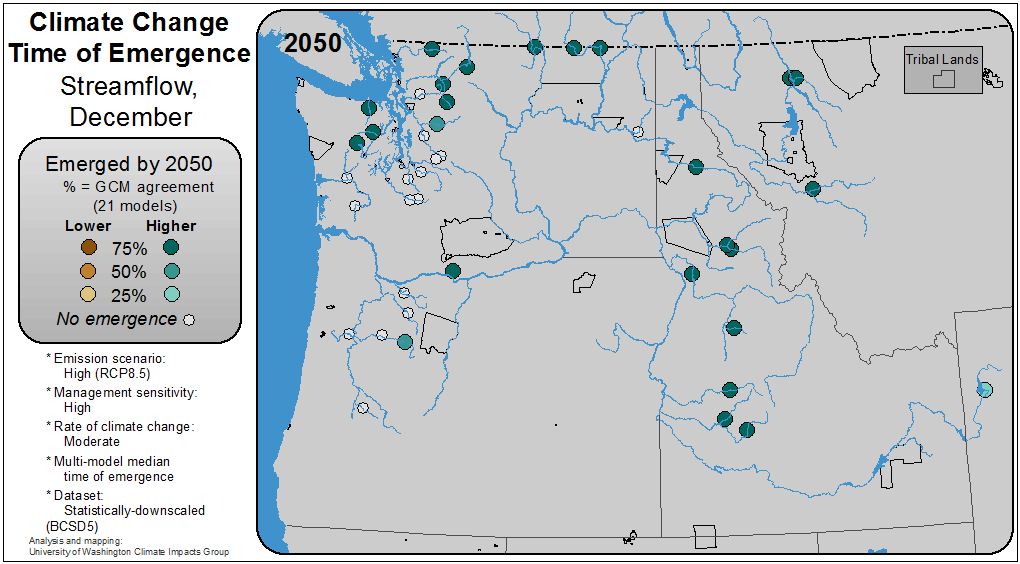 Climate Change
Time of Emergence
Streamflow,
December
Emerged by 2050
% = GCM agreement
(21 models)
Lower Higher
75%
50%
25%
No emergence
* Emission scenario:
High (RCP8.5)
* Management sensitivity:
High
* Rate of climate change:
Moderate
* Multi-model median
time of emergence
* Dataset:
Statistically-downscaled
(BCSD5)
Analysis and mapping:
University of Washington Climate Impacts Group
2050
Tribal Lands